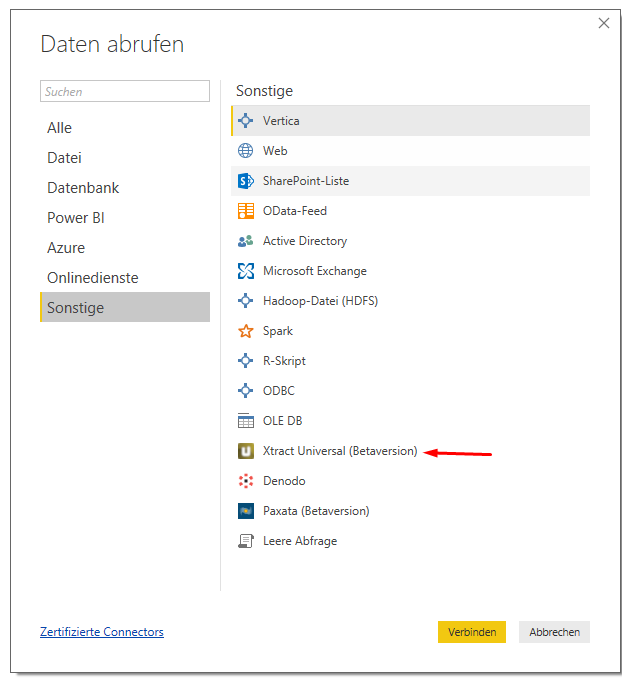 Daten abrufen
Suchen
Alle
Datei
Datenbank
Power BI
Azure
Onlinedienste
Sonstige
Sonstige
Vertica
Web
SharePoint-Liste
OData-Feed
Active Directory
Microsoft Exchange
Hadoop-Datei (HDFS)
Spark
R-Skript
ODBC
OLE DB
Xtract Universal (Betaversion)
Denodo
Paxata (Betaversion)
Leere Abfrage
Zertifizierte Connectors
Verbinden
Abbrechen